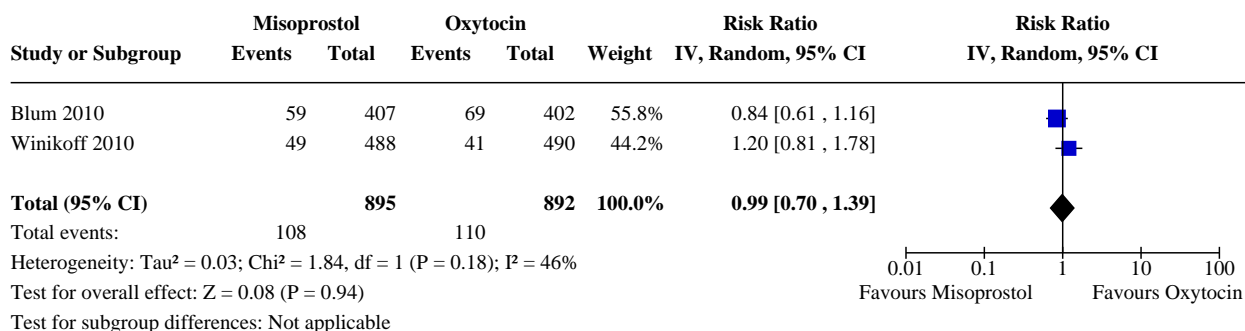 Misoprostol Oxytocin Risk Ratio Risk Ratio
Study or Subgroup Events Total Events Total Weight IV, Random, 95% CI IV, Random, 95% CI
Blum 2010 59 407 69 402 55.8% 0.84 [0.61 , 1.16]
Winikoff 2010 49 488 41 490 44.2% 1.20 [0.81 , 1.78]
Total (95% CI) 895 892 100.0% 0.99 [0.70 , 1.39]
Total events: 108 110
Heterogeneity: Tau² = 0.03; Chi² = 1.84, df = 1 (P = 0.18); I² = 46%
0.01 0.1 1 10 100
Test for overall effect: Z = 0.08 (P = 0.94)
Favours Misoprostol Favours Oxytocin
Test for subgroup differences: Not applicable